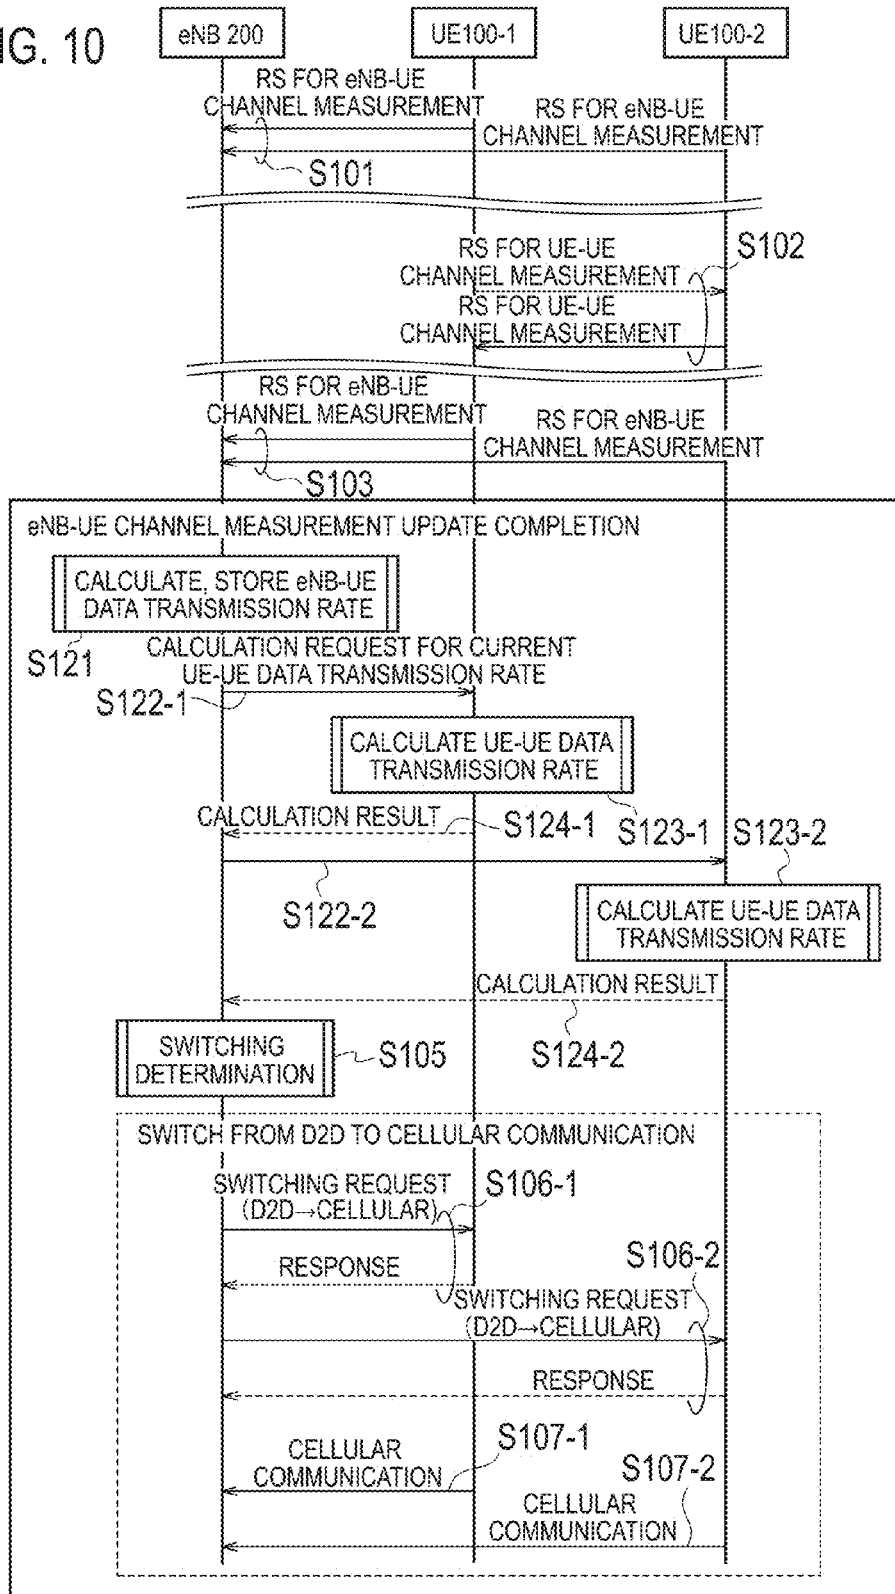 IG. 10
eNB 200
UE100-1
UE100-2
RS FOR eNB-UE
CHANNEL MEASUREMENT
RS FOR eNB-UE
CHANNEL MEASUREMENT
S101
RS FOR UE-UE
CHANNEL MEASUREMENT
S102
RS FOR UE-UE
CHANNEL MEASUREMENT
RS FOR eNB-UE
CHANNEL MEASUREMENT
RS FOR eNB-UE
CHANNEL MEASUREMENT
S103
eNB-UE CHANNEL MEASUREMENT UPDATE COMPLETION
CALCULATE, STORE eNB-UE
DATA TRANSMISSION RATE
S121
CALCULATION REQUEST FOR CURRENT
UE-UE DATA TRANSMISSION RATE
S122-1
CALCULATE UE-UE DATA
TRANSMISSION RATE
CALCULATION RESULT
S124-1
S123-1
S123-2
S122-2
CALCULATE UE-UE DATA
TRANSMISSION RATE
CALCULATION RESULT
S124-2
SWITCHING
DETERMINATION
S105
SWITCH FROM D2D TO CELLULAR COMMUNICATION
SWITCHING REQUEST
(D2D→CELLULAR)
S106-1
RESPONSE
S106-2
SWITCHING REQUEST
(D2D→CELLULAR)
RESPONSE
S107-1
CELLULAR
COMMUNICATION
S107-2
CELLULAR
COMMUNICATION